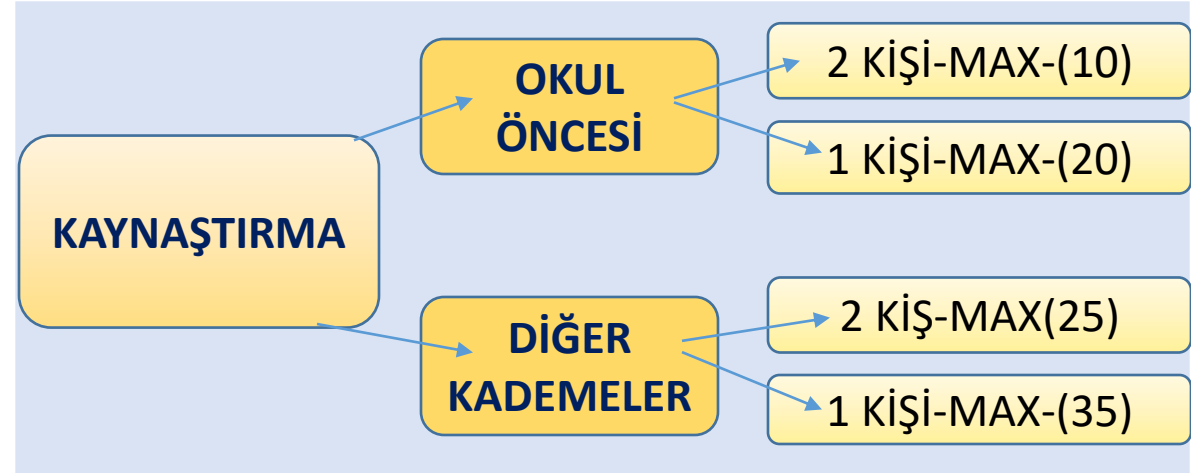 KAYNAŞTIRMA
OKUL
ÖNCESİ
2 KİŞİ-MAX-(10)
1 KİŞİ-MAX-(20)
DİĞER
KADEMELER
2 KİŞ-MAX(25)
1 KİŞİ-MAX-(35)